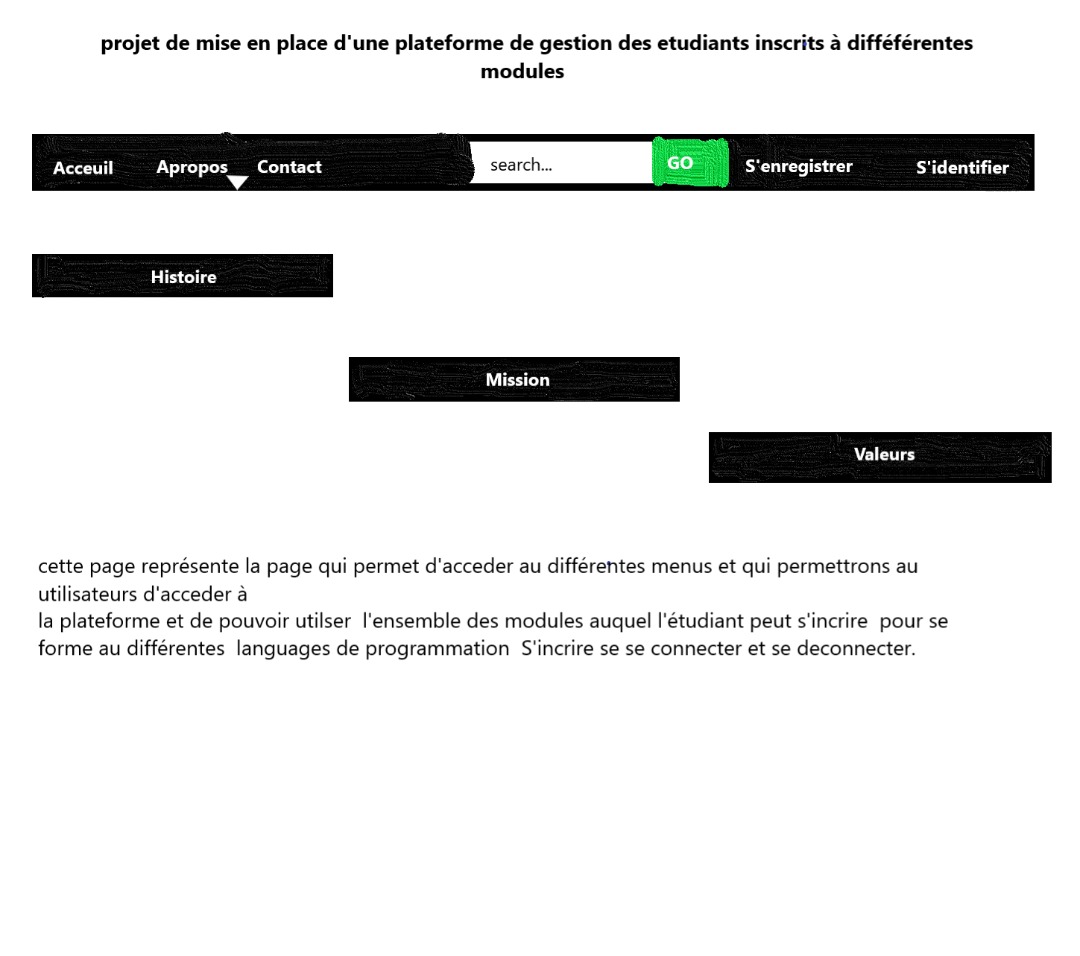 projet de mise en place d'une plateforme de gestion des etudiants inscrits à difféférentes
modules
Acceuil Apropos Contact search... GO S'enregistrer S'identifier
Histoire
Mission
Valeurs
cette page représente la page qui permet d'acceder au différentes menus et qui permettrons au
utilisateurs d'acceder à
la plateforme et de pouvoir utilser l'ensemble des modules auquel l'étudiant peut s'incrire pour se
forme au différentes languages de programmation S'incrire se se connecter et se deconnecter.